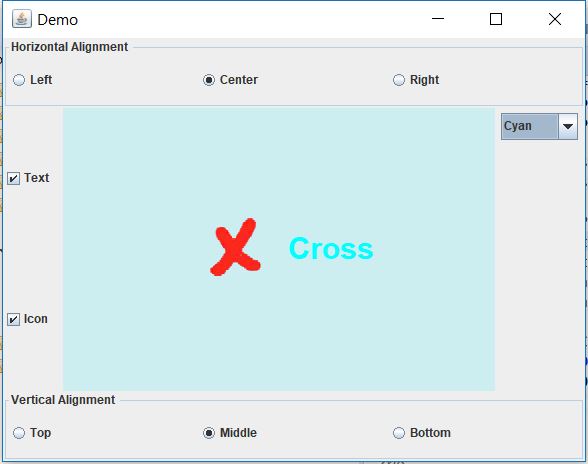 Demo
Horizontal Alignment
Left Center Right
Cyan
Text
Cross
Icon
Vertical Alignment
Top Middle Bottom